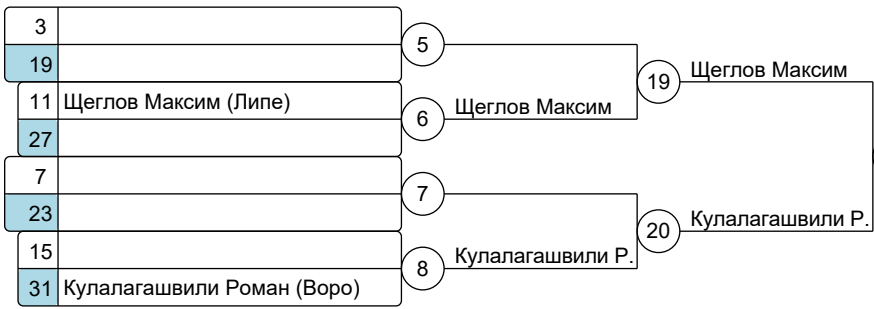 3
19
11 Щеглов Максим (Липе)
27
7
23
15
31 Кулалагашвили Роман (Воро)
5
6 Щеглов Максим
7
8 Кулалагашвили Р.
19 Щеглов Максим
20 Кулалагашвили Р.